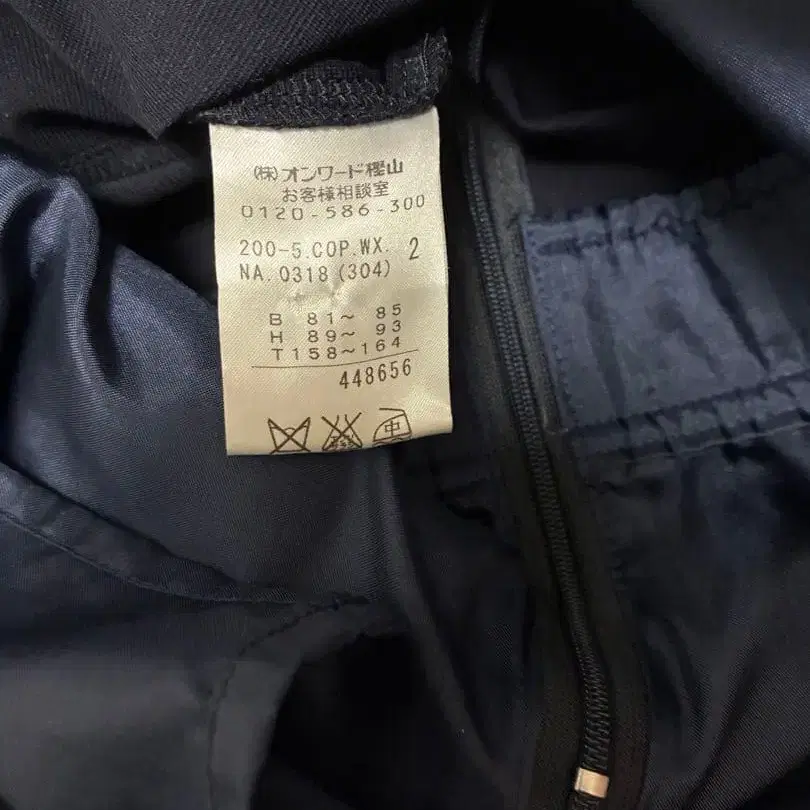 (株)オンワード樫山
お客様相談室
0120-586-300
200-5.COP.WX. 2
NA.0318(304)
B 81〜 85
H 89〜 93
T158〜164
448656
中